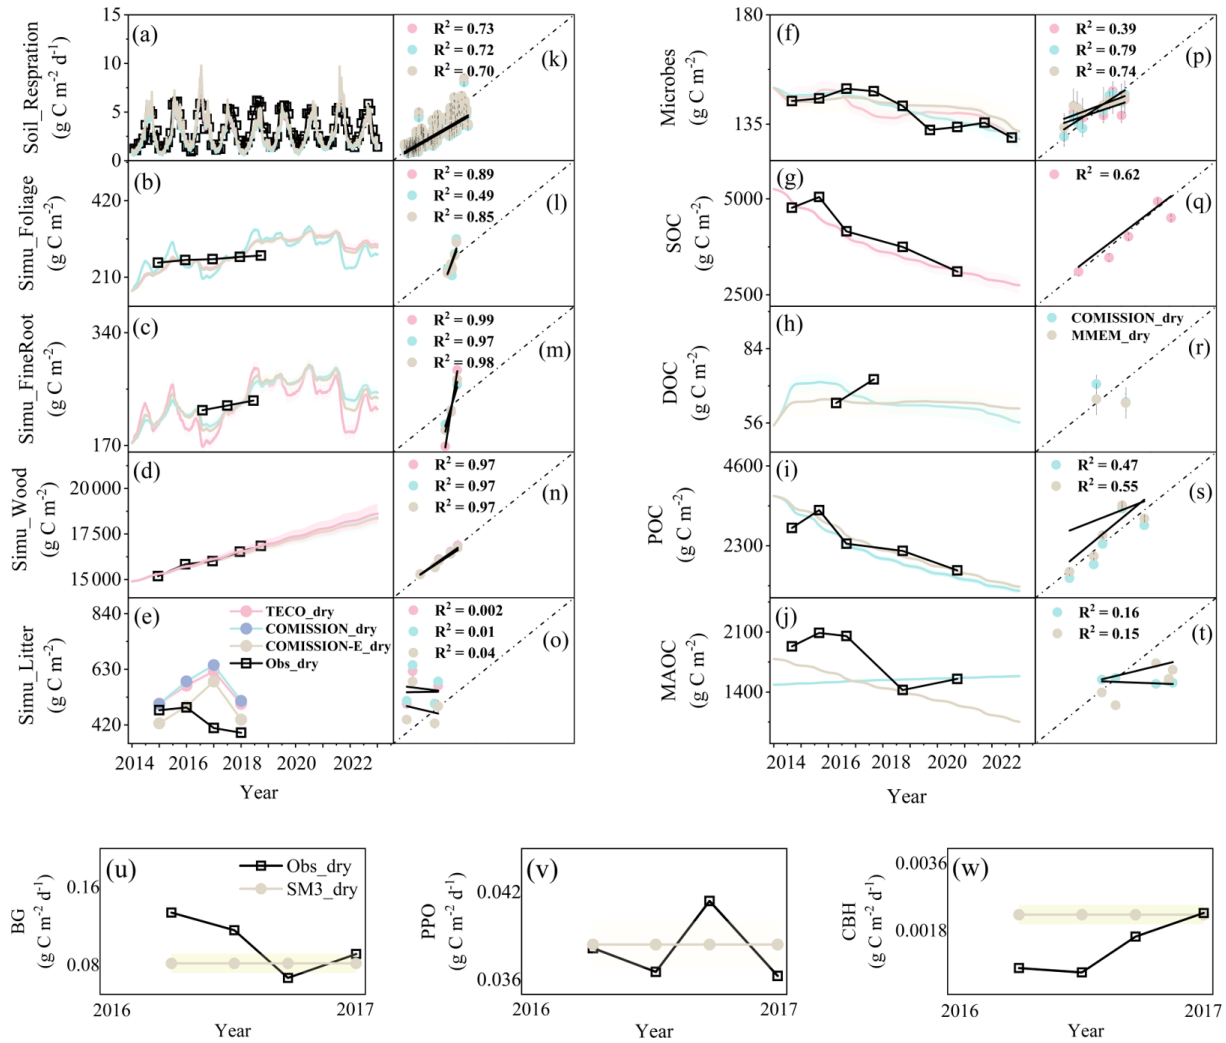 (a)
Soil_Respration
(g C m⁻² d⁻¹)
15
10
5
0
R² = 0.73
R² = 0.72
R² = 0.70
(k)
(b)
Simu_Foliage
(g C m⁻²)
420
210
R² = 0.89
R² = 0.49
R² = 0.85
(l)
(c)
Simu_FineRoot
(g C m⁻²)
340
170
R² = 0.99
R² = 0.97
R² = 0.98
(m)
(d)
Simu_Wood
(g C m⁻²)
20000
17500
15000
R² = 0.97
R² = 0.97
R² = 0.97
(n)
(e)
Simu_Litter
(g C m⁻²)
840
630
420
TECO_dry
COMISSION_dry
COMISSION-E_dry
Obs_dry
R² = 0.002
R² = 0.01
R² = 0.04
(o)
2014 2016 2018 2020 2022
Year
(f)
Microbes
(g C m⁻²)
180
135
R² = 0.39
R² = 0.79
R² = 0.74
(p)
(g)
SOC
(g C m⁻²)
5000
2500
R² = 0.62
(q)
(h)
DOC
(g C m⁻²)
84
56
COMISSION_dry
MMEM_dry
(r)
(i)
POC
(g C m⁻²)
4600
2300
R² = 0.47
R² = 0.55
(s)
(j)
MAOC
(g C m⁻²)
2100
1400
R² = 0.16
R² = 0.15
(t)
2014 2016 2018 2020 2022
Year
(u)
BG
(g C m⁻² d⁻¹)
0.16
0.08
Obs_dry
SM3_dry
2016 2017
Year
(v)
PPO
(g C m⁻² d⁻¹)
0.042
0.036
2016 2017
Year
(w)
CBH
(g C m⁻² d⁻¹)
0.0036
0.0018
2016 2017
Year